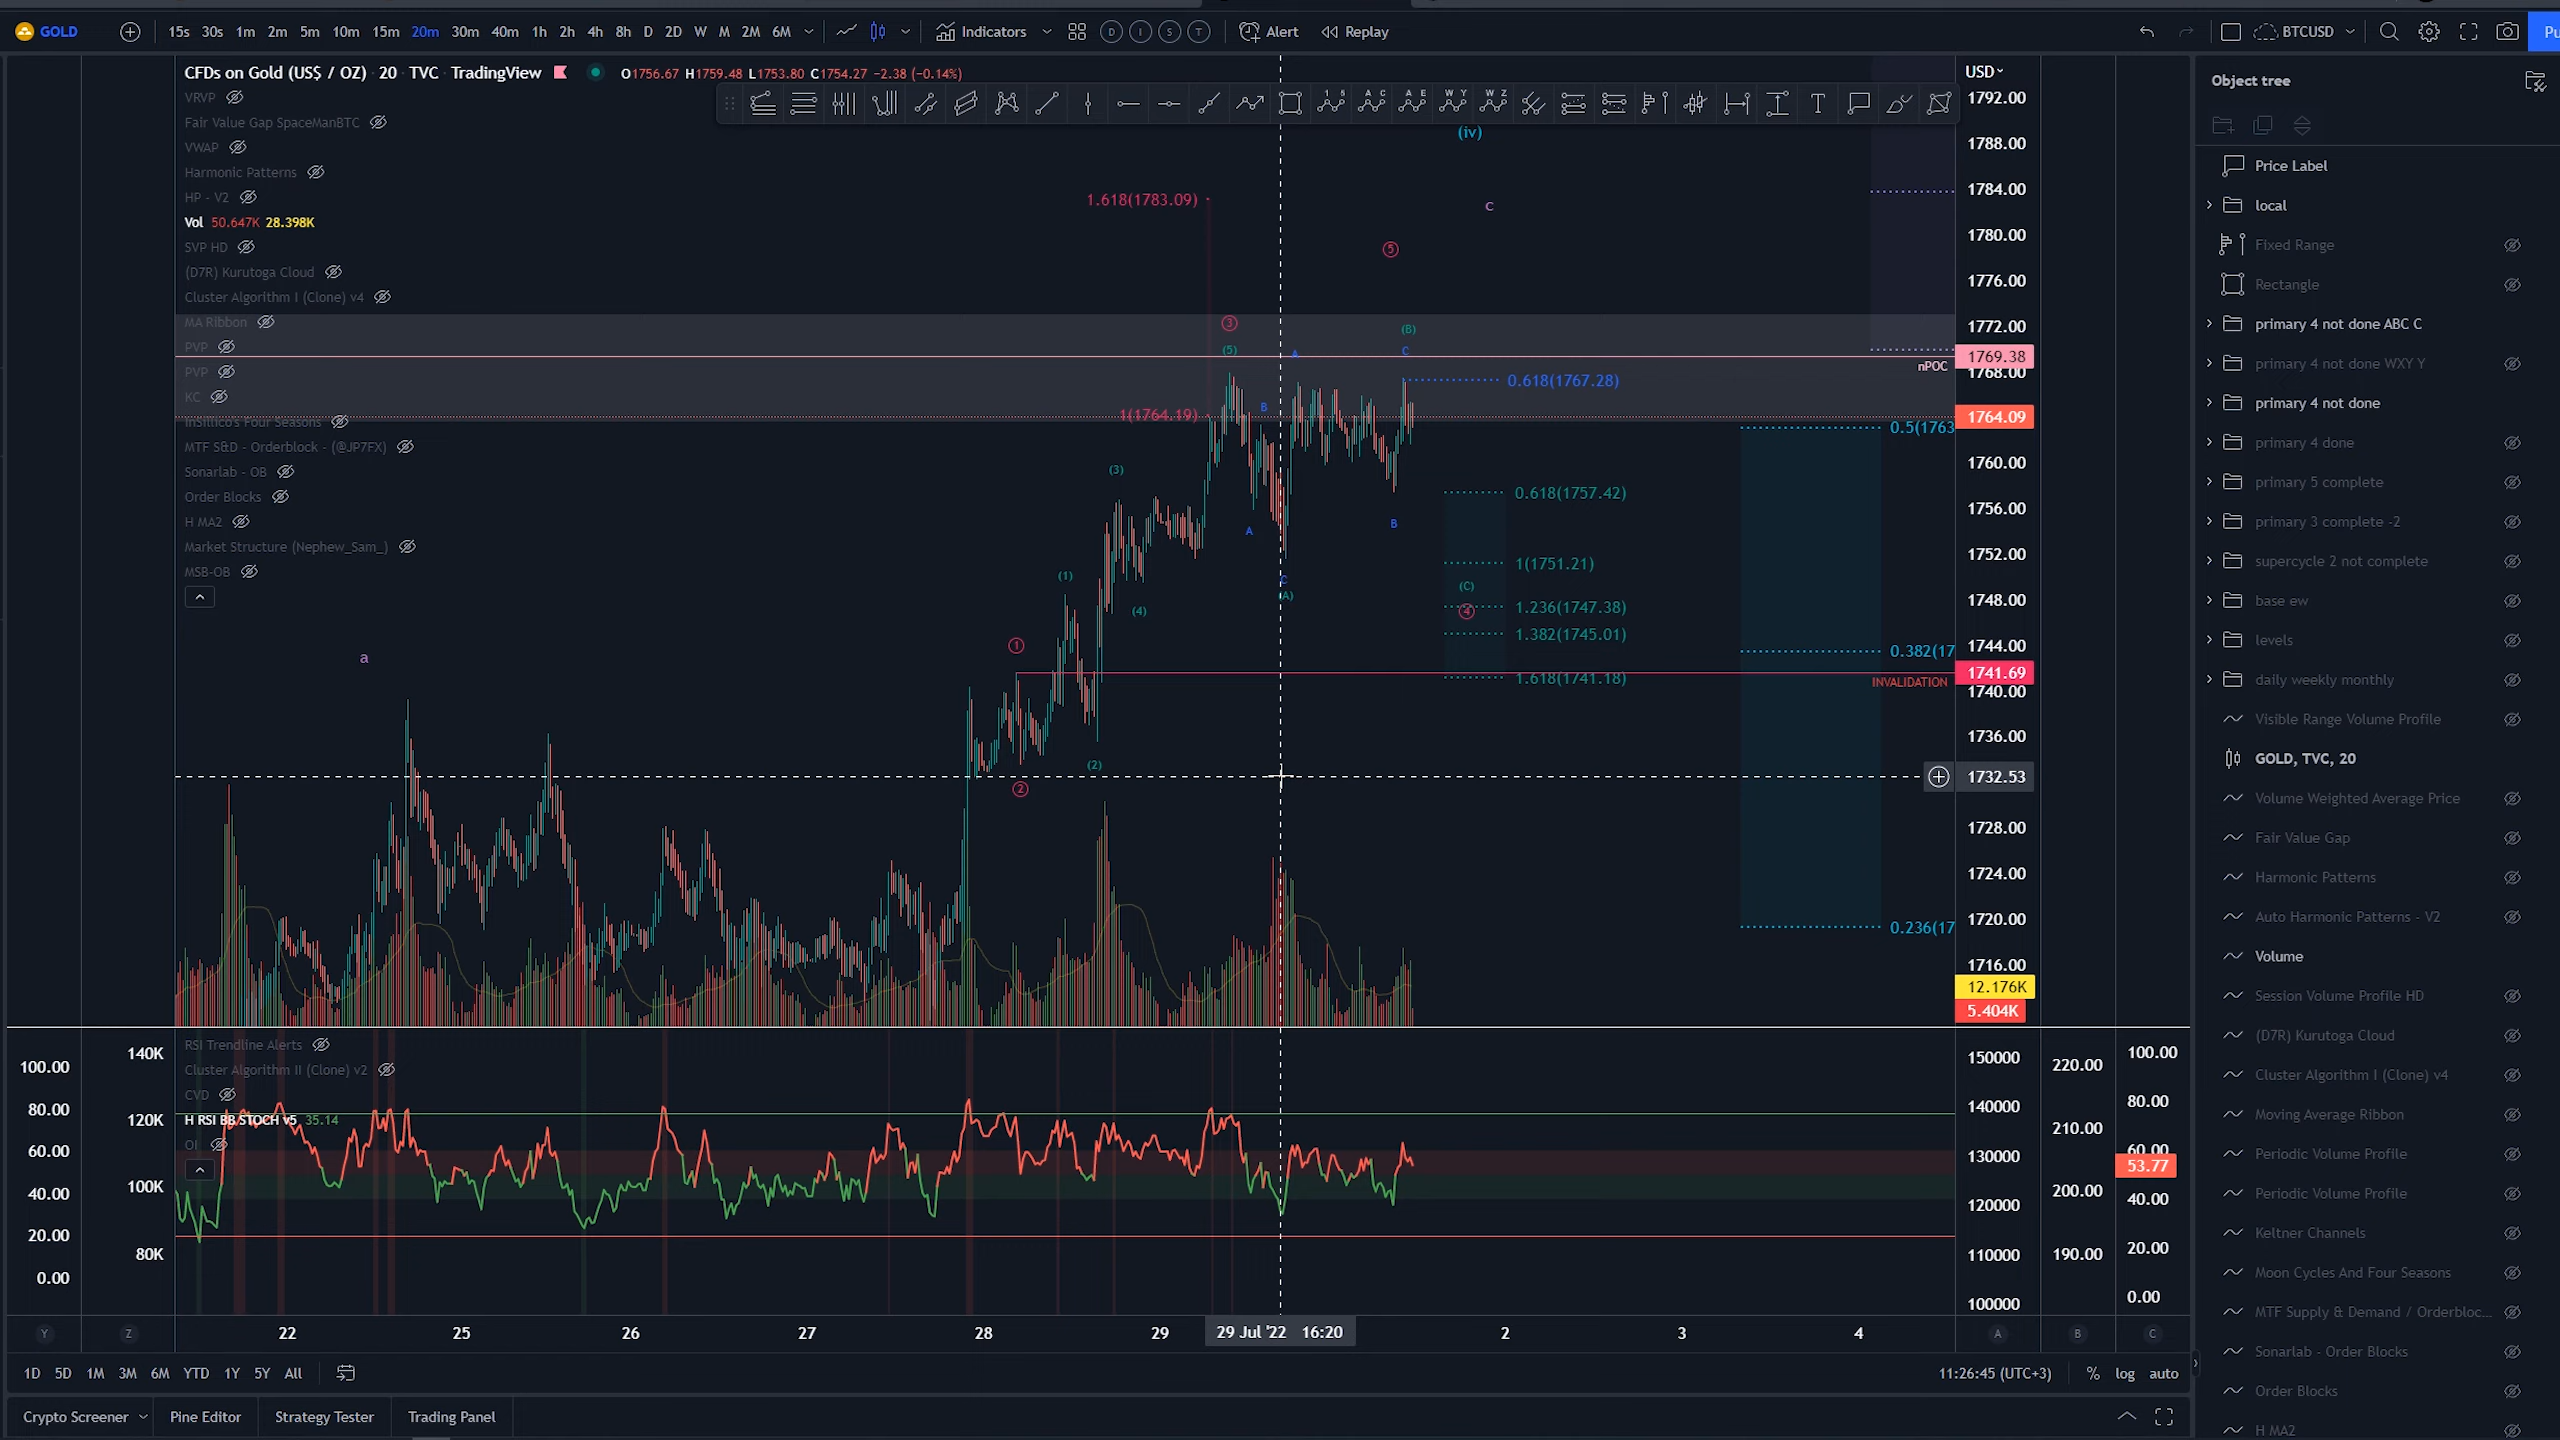 GOLD 15s 30s 1m 2m 5m 10m 15m 20m 30m 40m 1h 2h 4h 8h D 2D W M 2M 6M Indicators D I S T Alert Replay BTCUSD Pu
CFDs on Gold (US$ / OZ) · 20 · TVC · TradingView O1756.67 H1759.48 L1753.80 C1754.27 −2.38 (−0.14%)
VRVP
Fair Value Gap SpaceManBTC
VWAP
Harmonic Patterns
HP - V2
Vol 50.647K 28.398K
SVP HD
(D7R) Kurutoga Cloud
Cluster Algorithm I (Clone) v4
MA Ribbon
PVP
PVP
KC
InSilico's Four Seasons
MTF S&D - Orderblock - (@JP7FX)
Sonarlab - OB
Order Blocks
H MA2
Market Structure (Nephew_Sam_)
MSB-OB
(iv)
c
1.618(1783.09)
5
3
(5)
A
(B)
C
0.618(1767.28)
1(1764.19)
B
(3)
A
B
0.618(1757.42)
0.5(1763
1(1751.21)
(1)
C
(A)
(C)
4
(4)
1.236(1747.38)
1.382(1745.01)
1
a
0.382(17
1.618(1741.18)
INVALIDATION
nPOC
(2)
2
0.236(17
USD
1792.00
1788.00
1784.00
1780.00
1776.00
1772.00
1769.38
1768.00
1764.09
1760.00
1756.00
1752.00
1748.00
1744.00
1741.69
1740.00
1736.00
1732.53
1728.00
1724.00
1720.00
1716.00
12.176K
5.404K
RSI Trendline Alerts
Cluster Algorithm II (Clone) v2
CVD
H RSI BB STOCH v5 35.14
OI
100.00
80.00
60.00
40.00
20.00
0.00
140K
120K
100K
80K
150000
140000
130000
120000
110000
100000
220.00
210.00
200.00
190.00
100.00
80.00
60.00
53.77
40.00
20.00
0.00
Y Z 22 25 26 27 28 29 29 Jul '22 16:20 2 3 4 A B C
1D 5D 1M 3M 6M YTD 1Y 5Y All 11:26:45 (UTC+3) % log auto
Crypto Screener Pine Editor Strategy Tester Trading Panel
Object tree
Price Label
local
Fixed Range
Rectangle
primary 4 not done ABC C
primary 4 not done WXY Y
primary 4 not done
primary 4 done
primary 5 complete
primary 3 complete -2
supercycle 2 not complete
base ew
levels
daily weekly monthly
Visible Range Volume Profile
GOLD, TVC, 20
Volume Weighted Average Price
Fair Value Gap
Harmonic Patterns
Auto Harmonic Patterns - V2
Volume
Session Volume Profile HD
(D7R) Kurutoga Cloud
Cluster Algorithm I (Clone) v4
Moving Average Ribbon
Periodic Volume Profile
Periodic Volume Profile
Keltner Channels
Moon Cycles And Four Seasons
MTF Supply & Demand / Orderbloc...
Sonarlab - Order Blocks
Order Blocks
H MA2